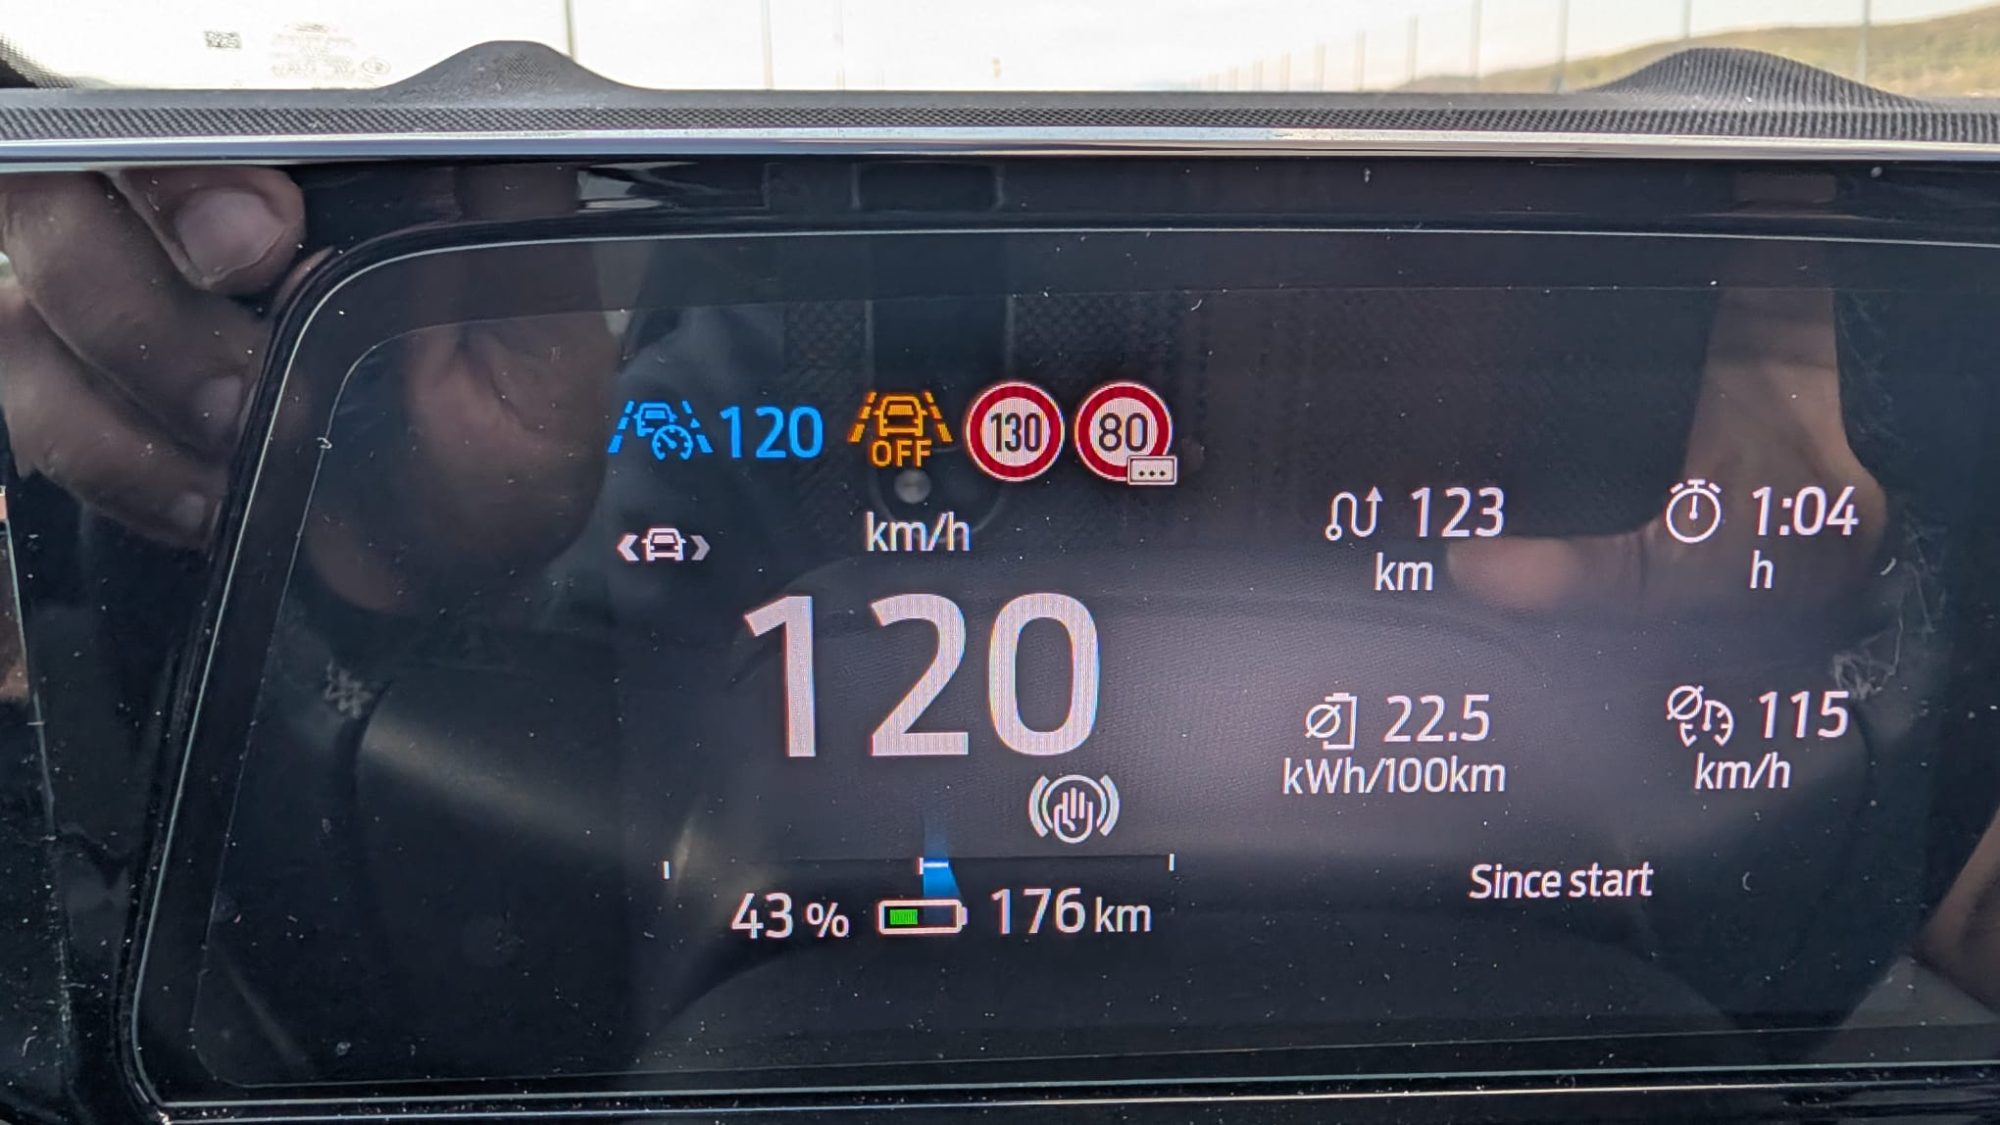 120 OFF 130 80
km/h
120
43 % 176 km
123 1:04
km h
22.5 115
kWh/100km km/h
Since start